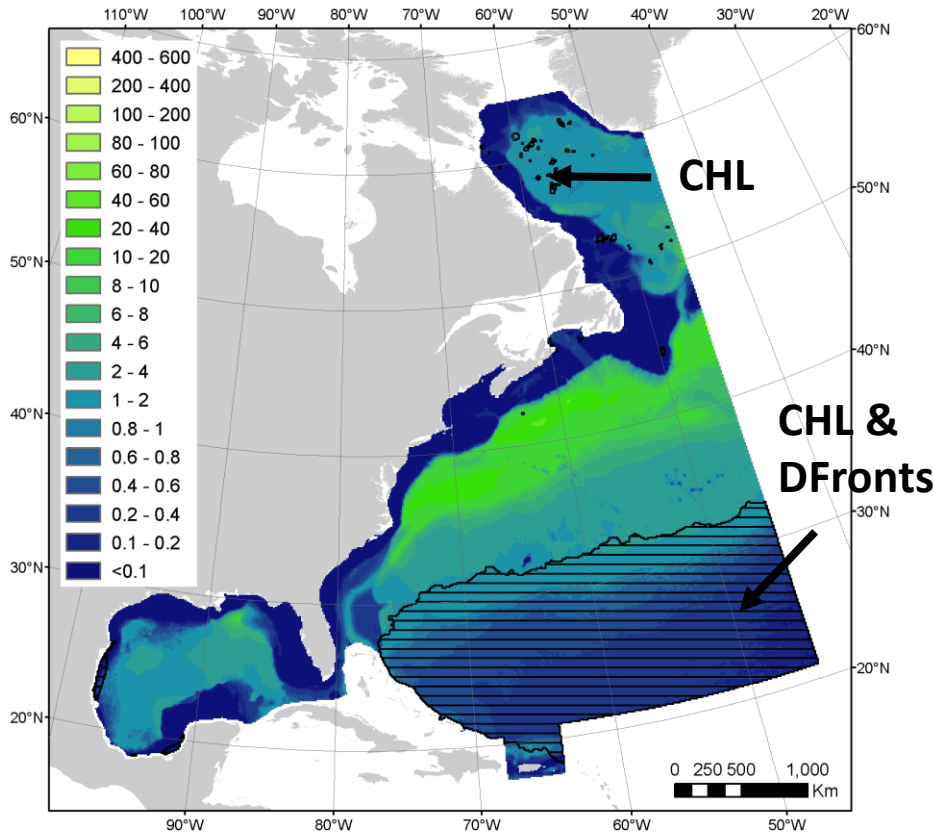 110°W 100°W 90°W 80°W 70°W 60°W 50°W 40°W 30°W 20°W
60°N
400 - 600
200 - 400
100 - 200
80 - 100
60 - 80
40 - 60
20 - 40
10 - 20
8 - 10
6 - 8
4 - 6
2 - 4
1 - 2
0.8 - 1
0.6 - 0.8
0.4 - 0.6
0.2 - 0.4
0.1 - 0.2
<0.1
60°N
50°N
40°N
30°N
20°N
CHL
50°N
40°N
CHL &
DFronts
30°N
20°N
0 250 500 1,000
Km
90°W 80°W 70°W 60°W 50°W